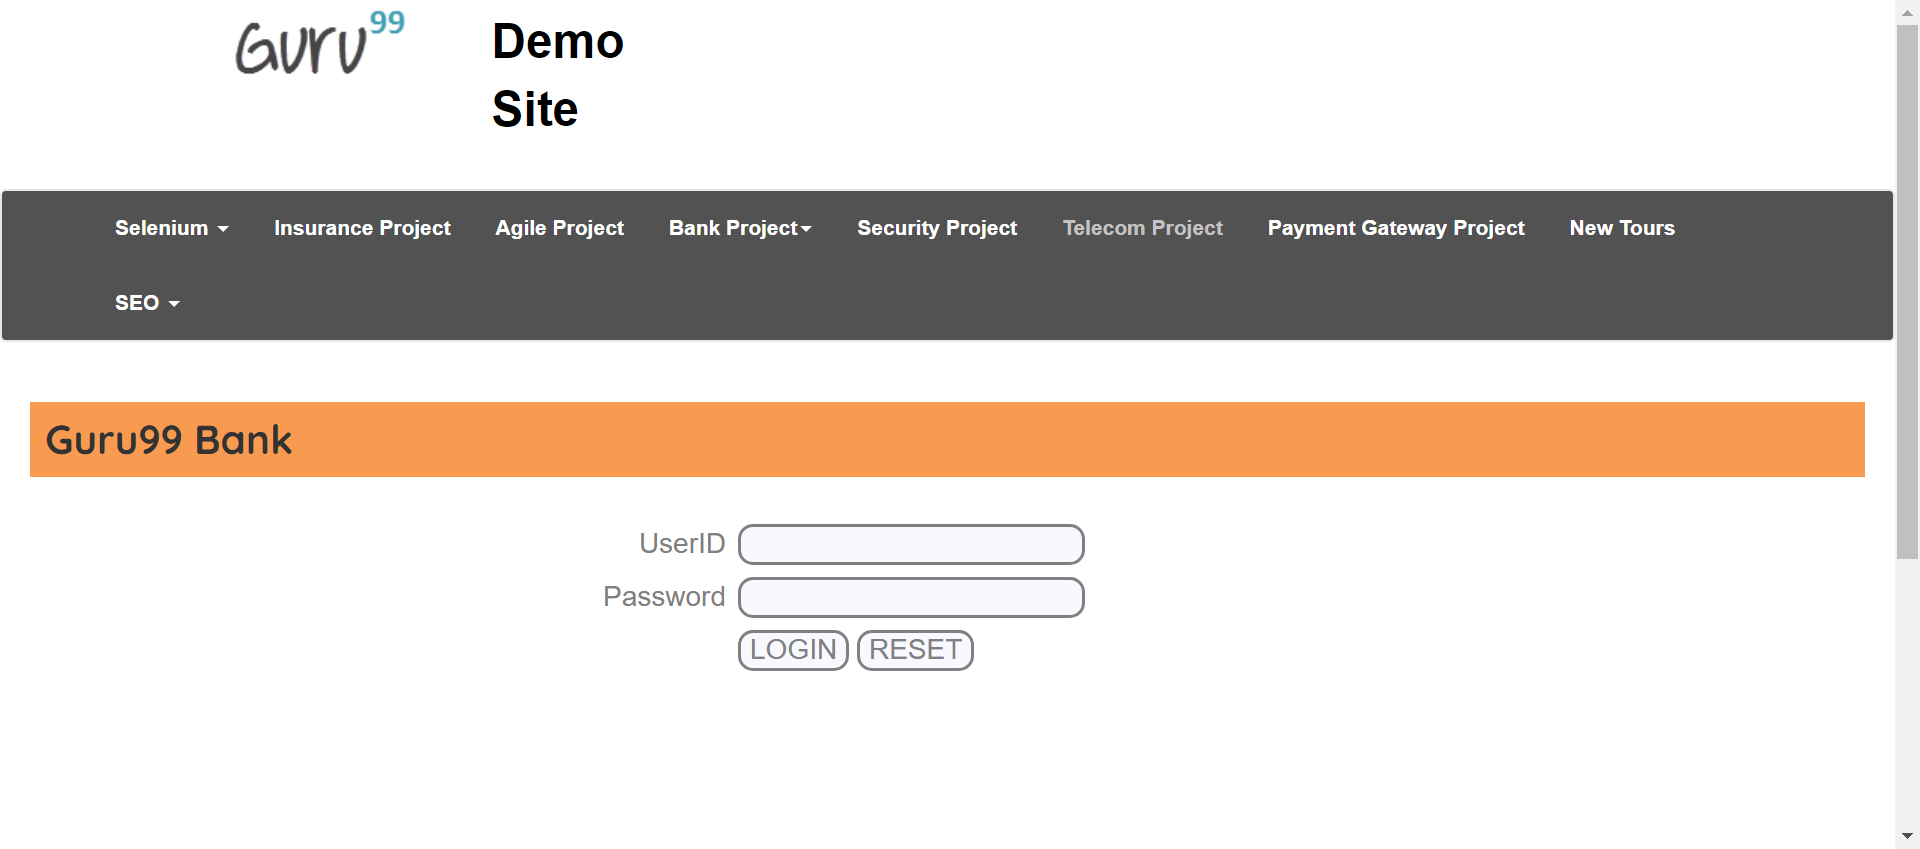 Guru99
Demo
Site
Selenium
Insurance Project
Agile Project
Bank Project
Security Project
Telecom Project
Payment Gateway Project
New Tours
SEO
Guru99 Bank
UserID
Password
LOGIN
RESET